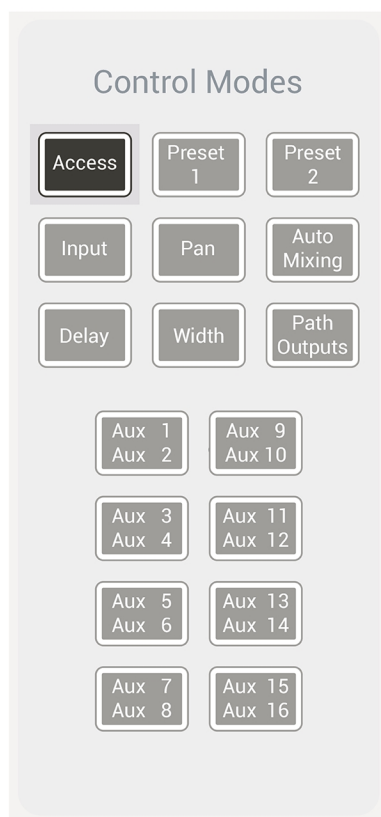 Control Modes
Access
Preset
1
Preset
2
Input
Pan
Auto
Mixing
Delay
Width
Path
Outputs
Aux 1
Aux 2
Aux 9
Aux 10
Aux 3
Aux 4
Aux 11
Aux 12
Aux 5
Aux 6
Aux 13
Aux 14
Aux 7
Aux 8
Aux 15
Aux 16